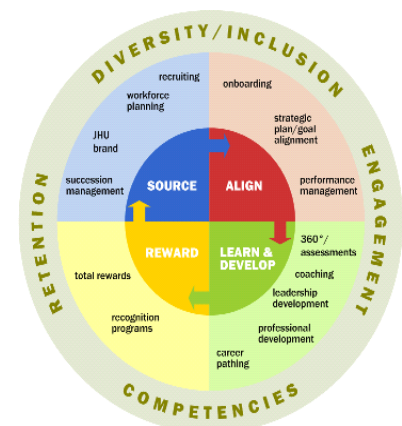 DIVERSITY/INCLUSION
recruiting
workforce
planning
JHU
brand
succession
management
SOURCE
onboarding
strategic
plan/goal
alignment
performance
management
ALIGN
ENGAGEMENT
RETENTION
REWARD
total rewards
recognition
programs
LEARN &
DEVELOP
360°/
assessments
coaching
leadership
development
professional
development
career
pathing
COMPETENCIES